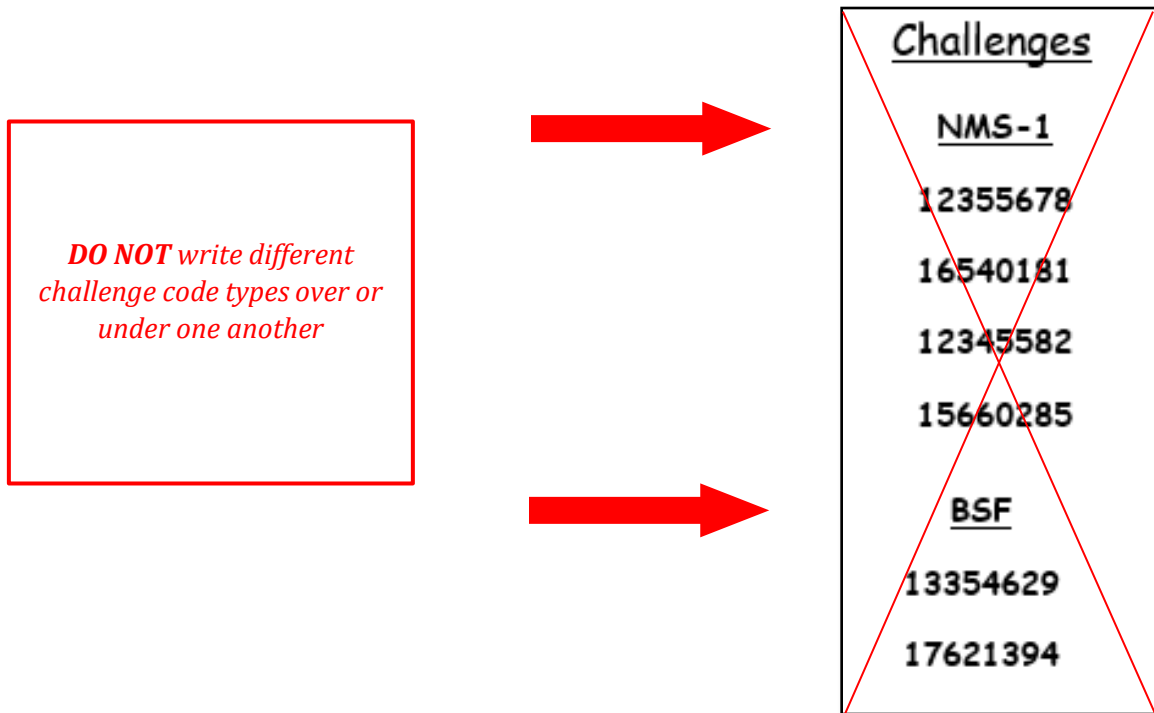 DO NOT write different
challenge code types over or
under one another
Challenges
NMS-1
12355678
16540181
12345582
15660285
BSF
13354629
17621394